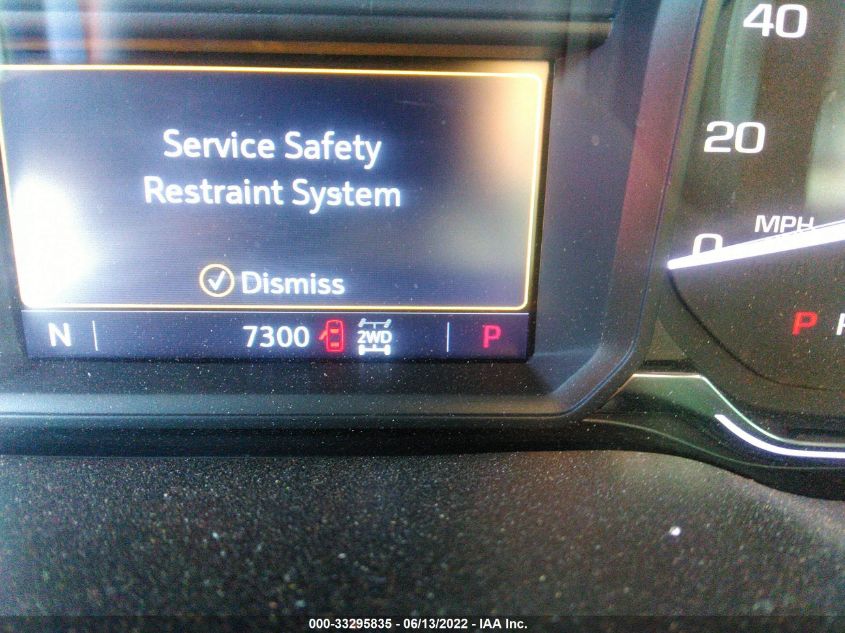 Service Safety
Restraint System
Dismiss
N 7300 2WD P
40
20
0 MPH
P
000-33295835 - 06/13/2022 - IAA Inc.